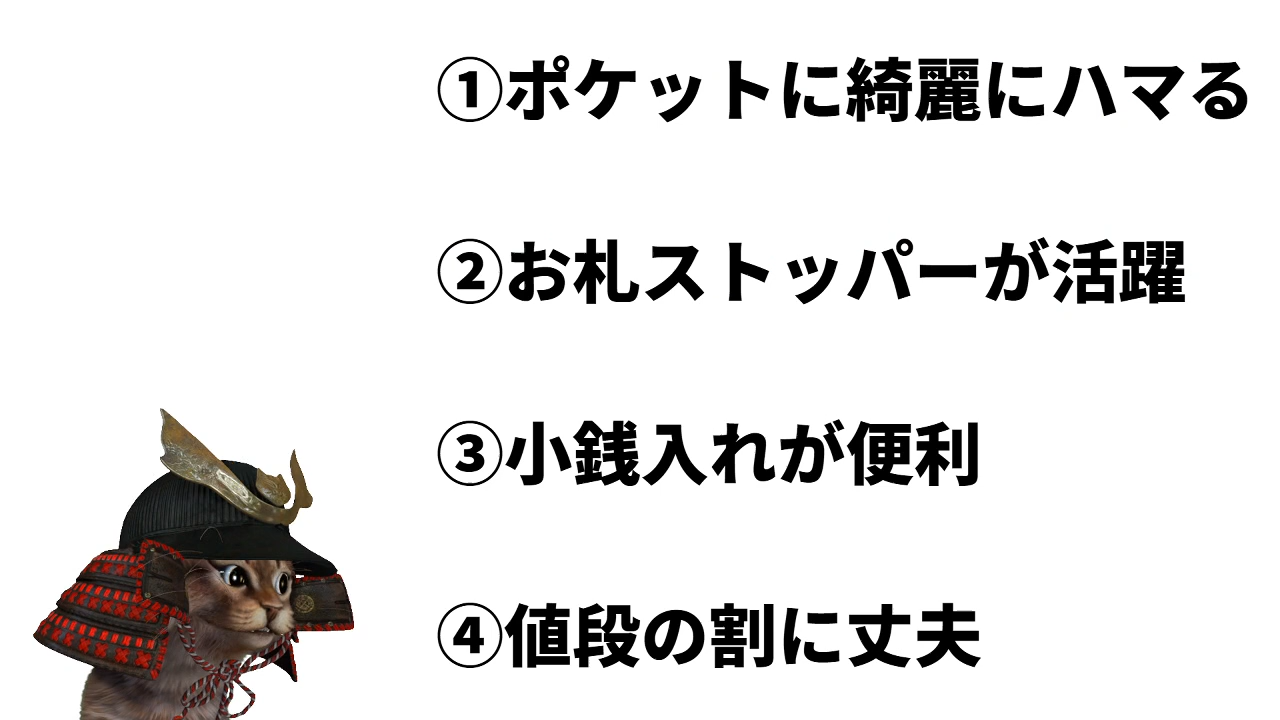 ①ポケットに綺麗にハマる
②お札ストッパーが活躍
③小銭入れが便利
④値段の割に丈夫